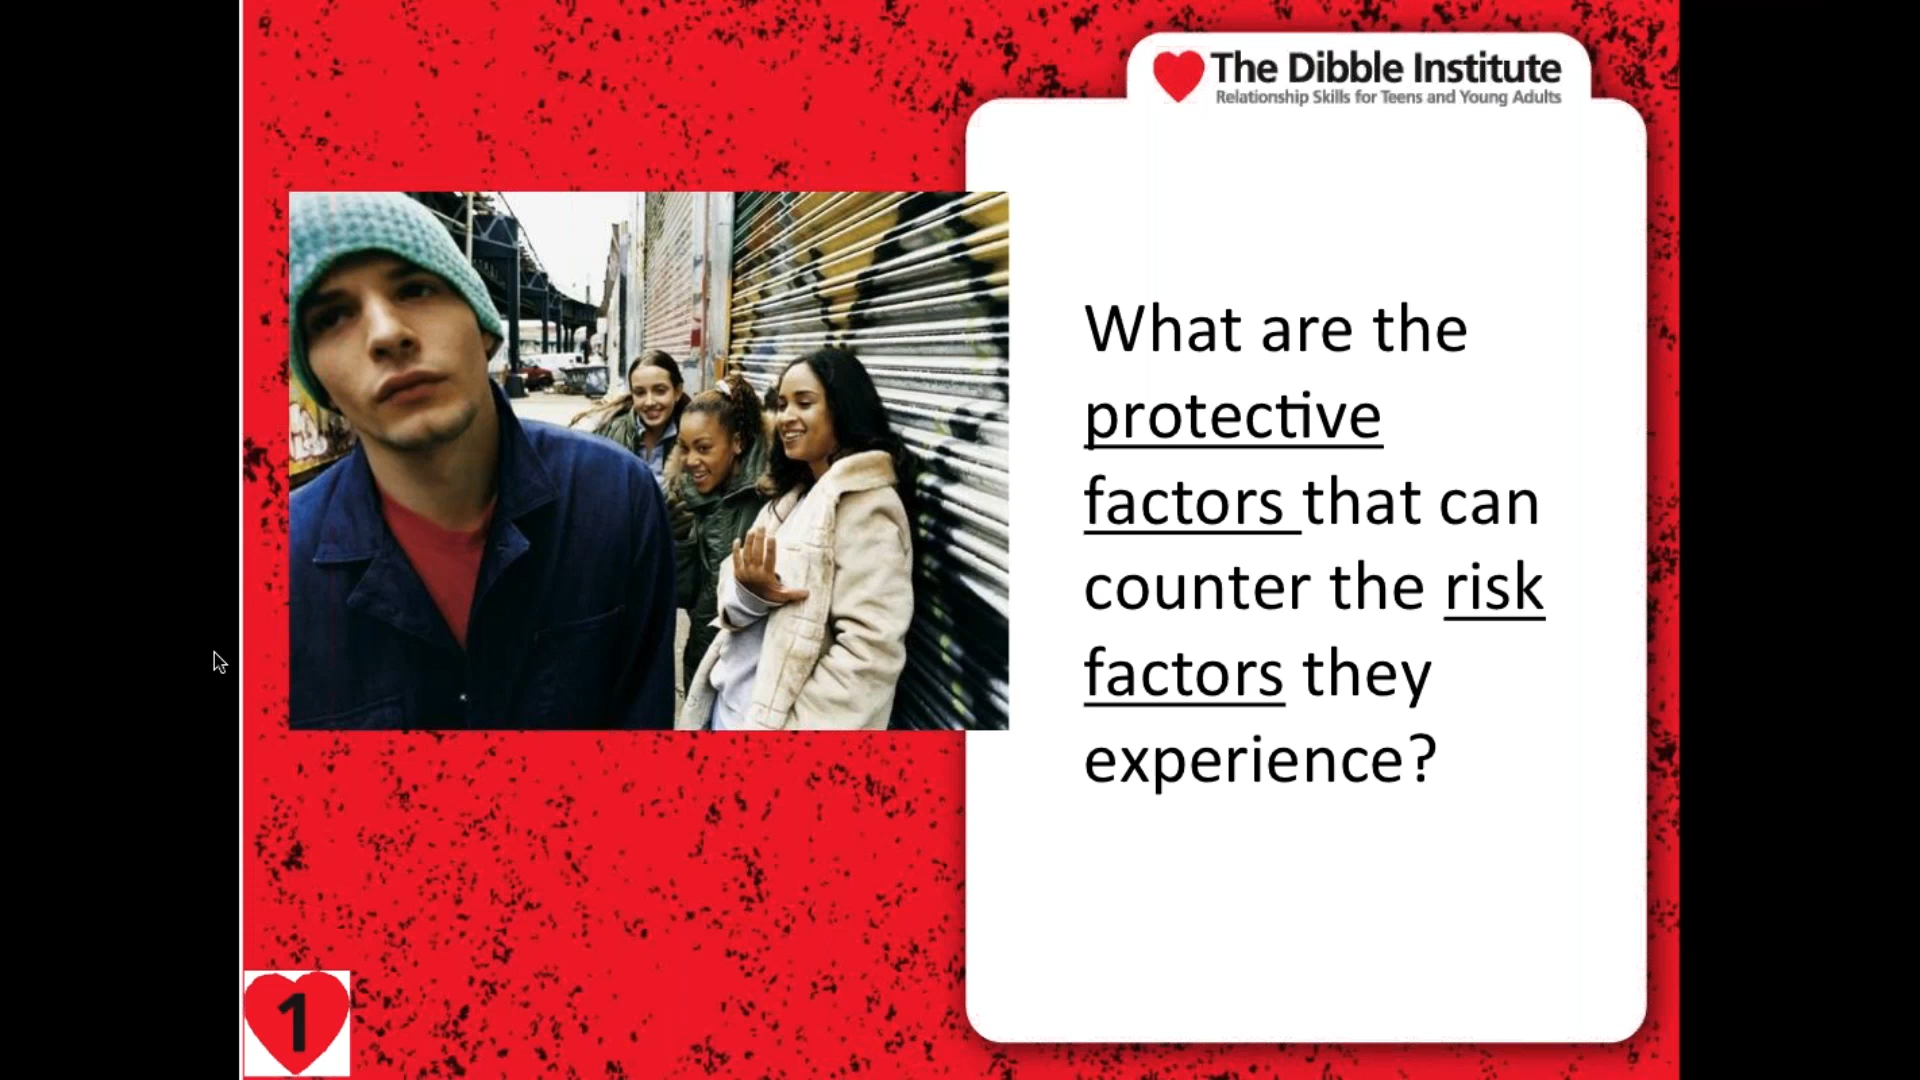 The Dibble Institute
Relationship Skills for Teens and Young Adults
What are the
protective
factors that can
counter the risk
factors they
experience?
1